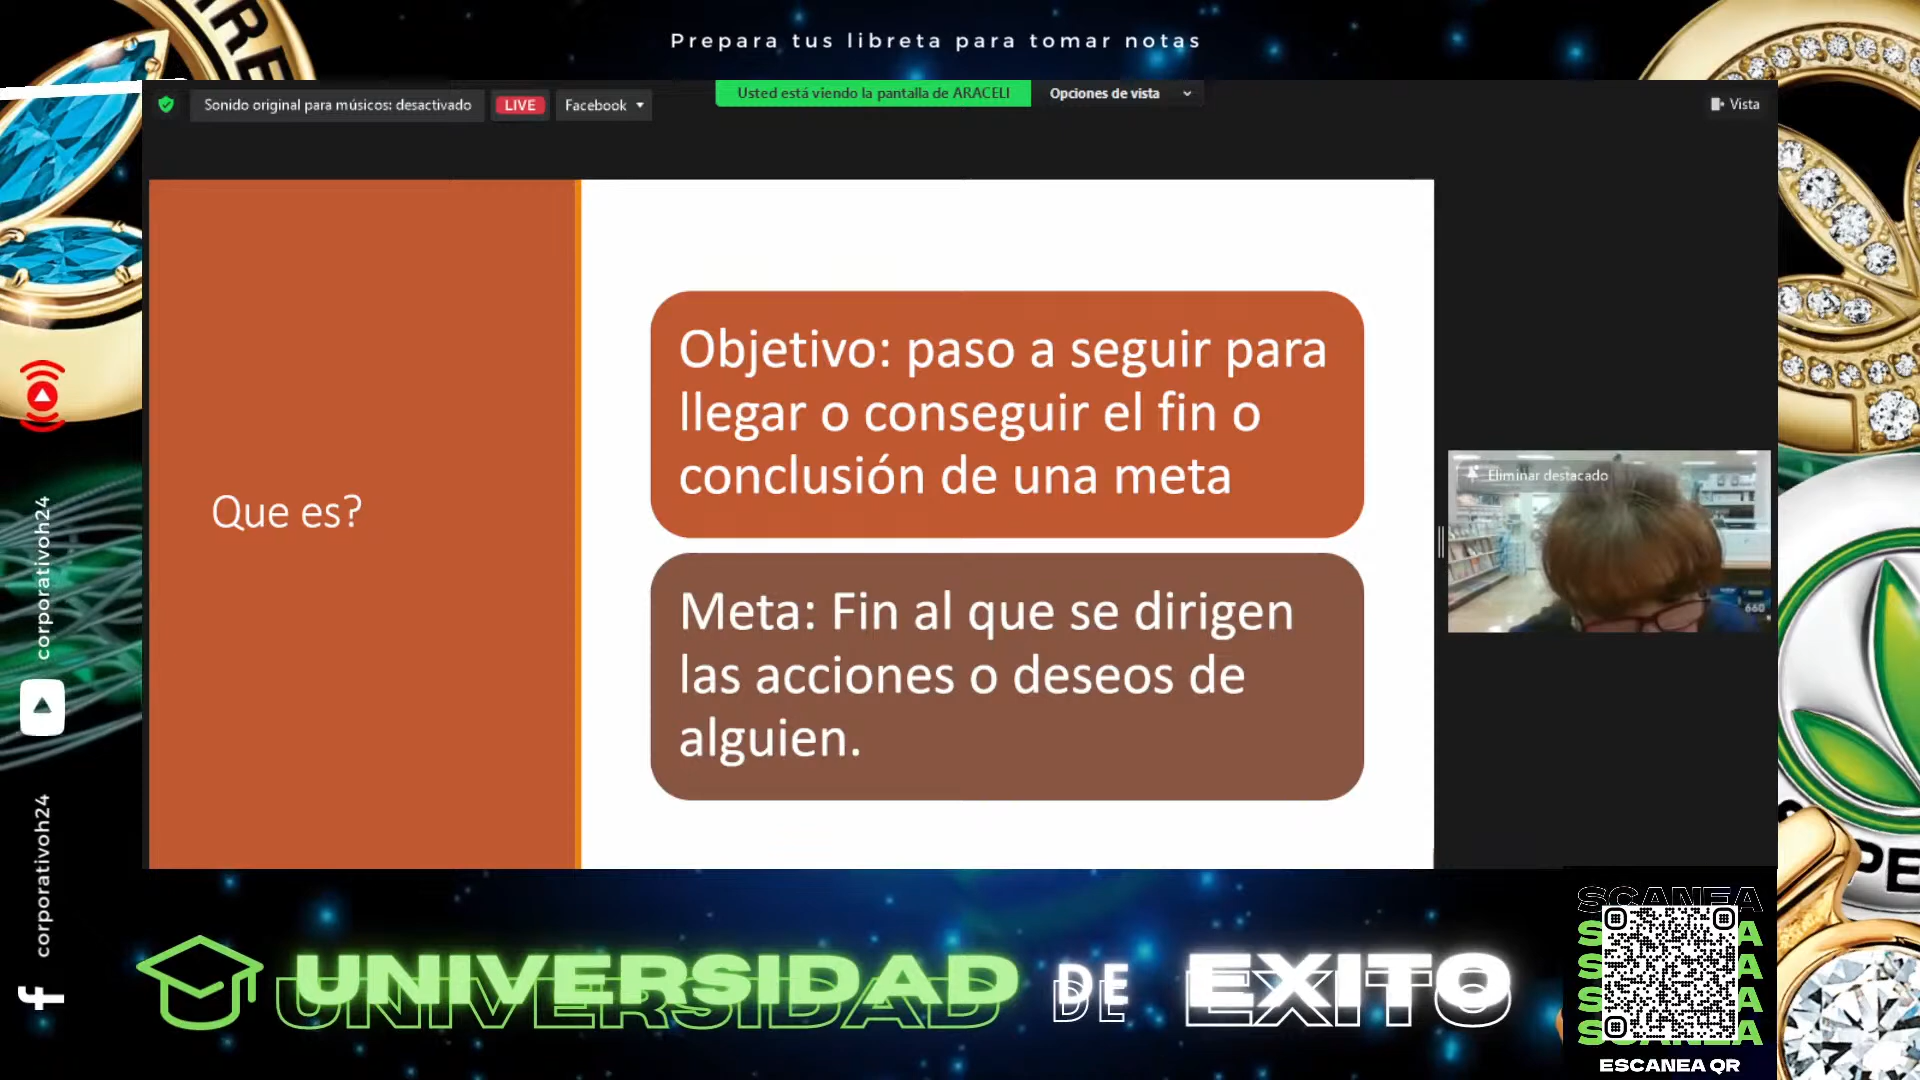 Prepara tus libreta para tomar notas
Sonido original para músicos: desactivado
LIVE
Facebook
Usted está viendo la pantalla de ARACELI
Opciones de vista
Vista
Que es?
Objetivo: paso a seguir para
llegar o conseguir el fin o
conclusión de una meta
Meta: Fin al que se dirigen
las acciones o deseos de
alguien.
Eliminar destacado
660
corporativoh24
corporativoh24
UNIVERSIDAD DE EXITO
SCANEA
ESCANEA QR